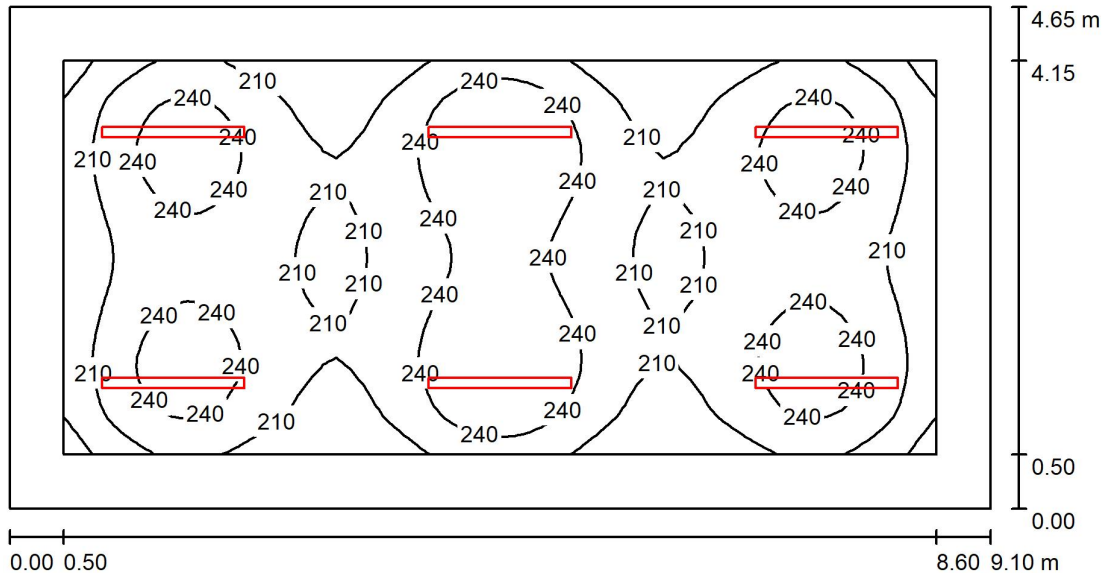 4.65 m
4.15
210 240 240 240
240 240 240 240 210 240
210 240 240 240 240
240 240 210 240 210 240
240 210 210 240
210 240 210 210
210 240 210 210
240 240 210 240 210 240
240 240 240 240
210 240 240 210 240
240 240 240 240
240 210 240 240 240
0.50
0.00
0.00 0.50 8.60 9.10 m